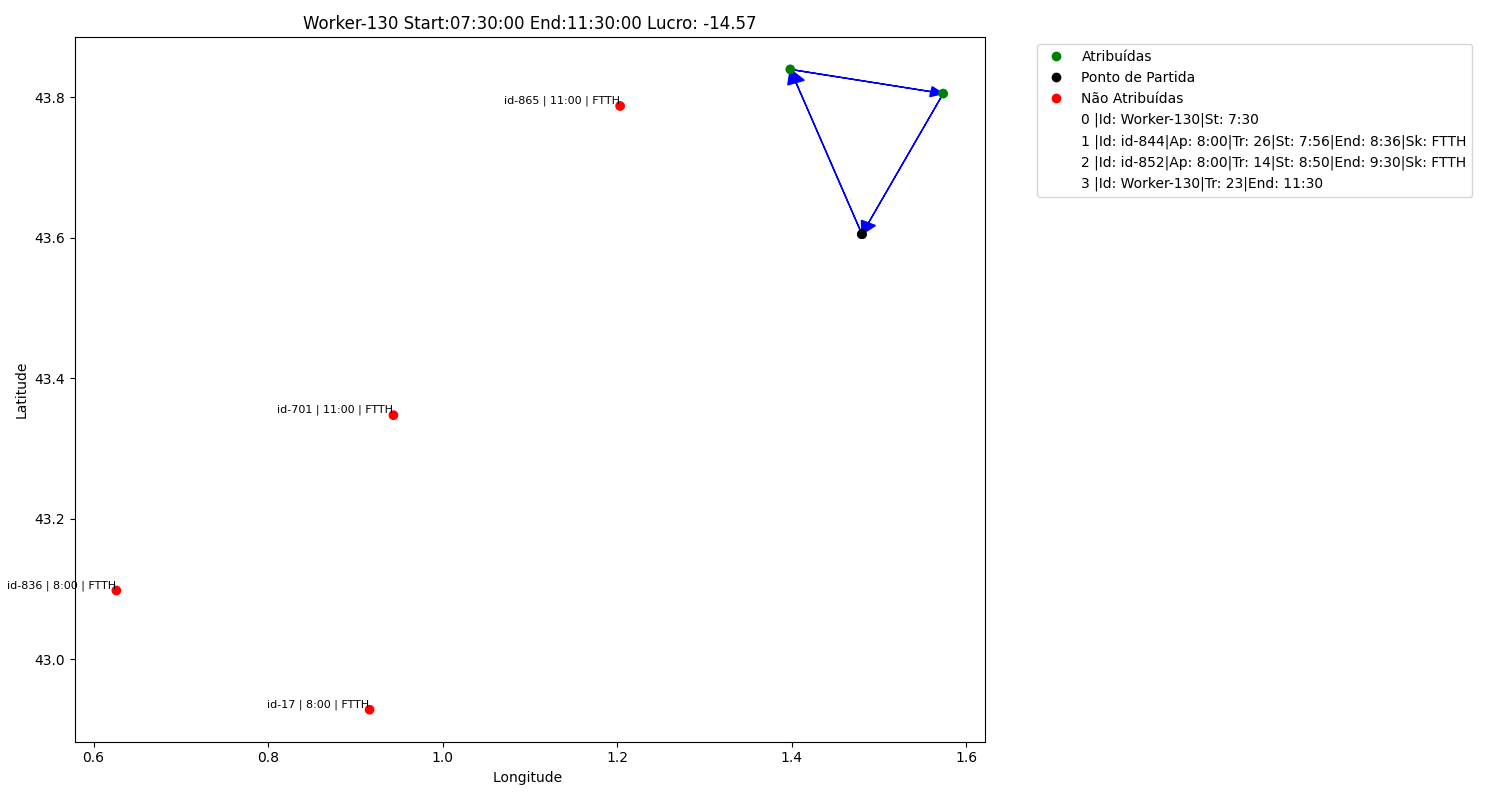 Worker-130 Start:07:30:00 End:11:30:00 Lucro: -14.57
Atribuídas
Ponto de Partida
Não Atribuídas
0 |Id: Worker-130|St: 7:30
1 |Id: id-844|Ap: 8:00|Tr: 26|St: 7:56|End: 8:36|Sk: FTTH
2 |Id: id-852|Ap: 8:00|Tr: 14|St: 8:50|End: 9:30|Sk: FTTH
3 |Id: Worker-130|Tr: 23|End: 11:30
id-865 | 11:00 | FTTH
id-701 | 11:00 | FTTH
id-836 | 8:00 | FTTH
id-17 | 8:00 | FTTH
Latitude
43.8
43.6
43.4
43.2
43.0
0.6 0.8 1.0 1.2 1.4 1.6
Longitude